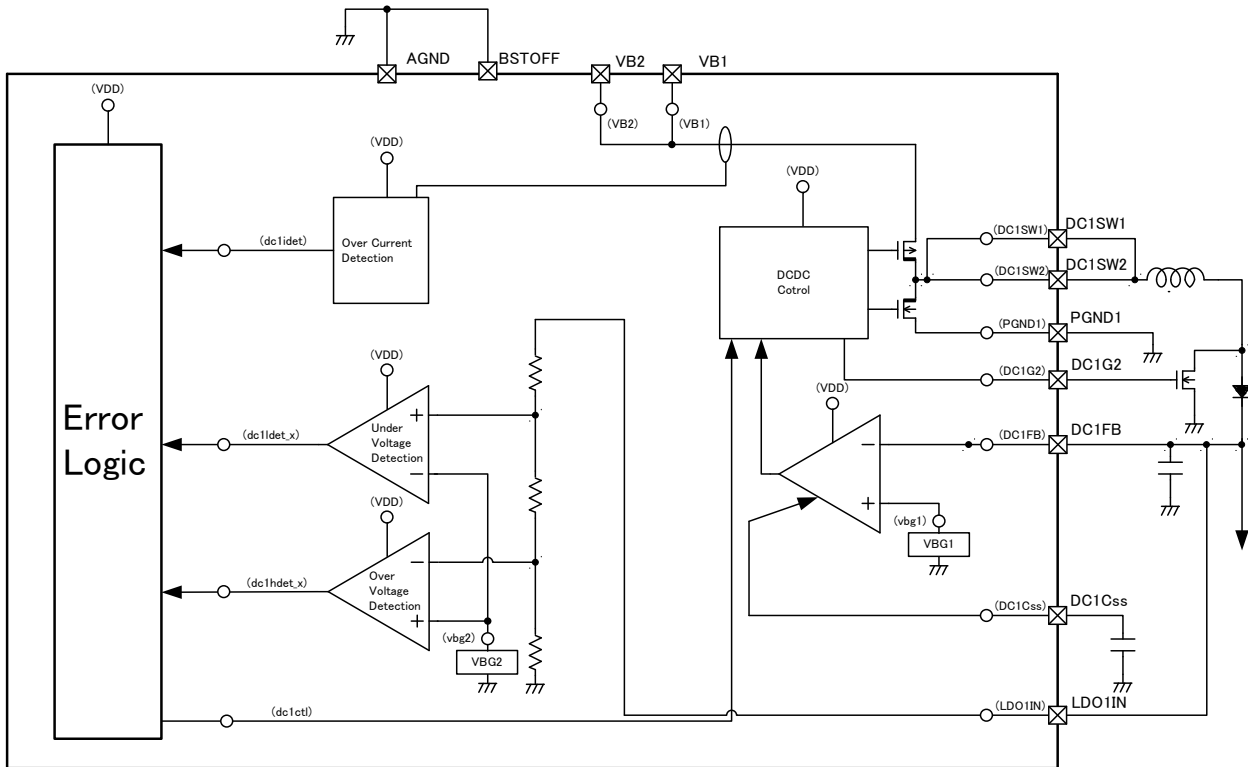 AGND
BSTOFF
VB2
VB1
(VDD)
(VB2)
(VB1)
(VDD)
(VDD)
Over Current
Detection
(dc1idet)
DCDC
Cotrol
(DC1SW1)
DC1SW1
(DC1SW2)
DC1SW2
(PGND1)
PGND1
(DC1G2)
DC1G2
(VDD)
(VDD)
Error
Logic
(dc1ldet_x)
Under
Voltage
Detection
+
−
−
+
(DC1FB)
DC1FB
(vbg1)
VBG1
(VDD)
(dc1hdet_x)
Over
Voltage
Detection
−
+
(vbg2)
VBG2
(DC1Css)
DC1Css
(dc1ctl)
(LDO1IN)
LDO1IN